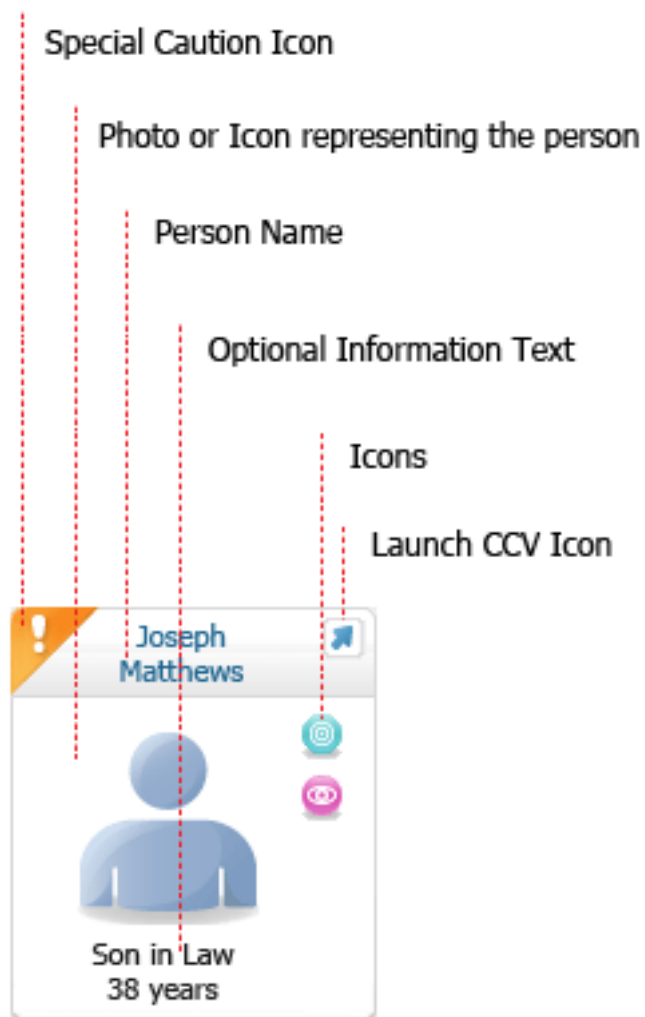 Special Caution Icon
Photo or Icon representing the person
Person Name
Optional Information Text
Icons
Launch CCV Icon
!
Joseph
Matthews
Son in Law
38 years